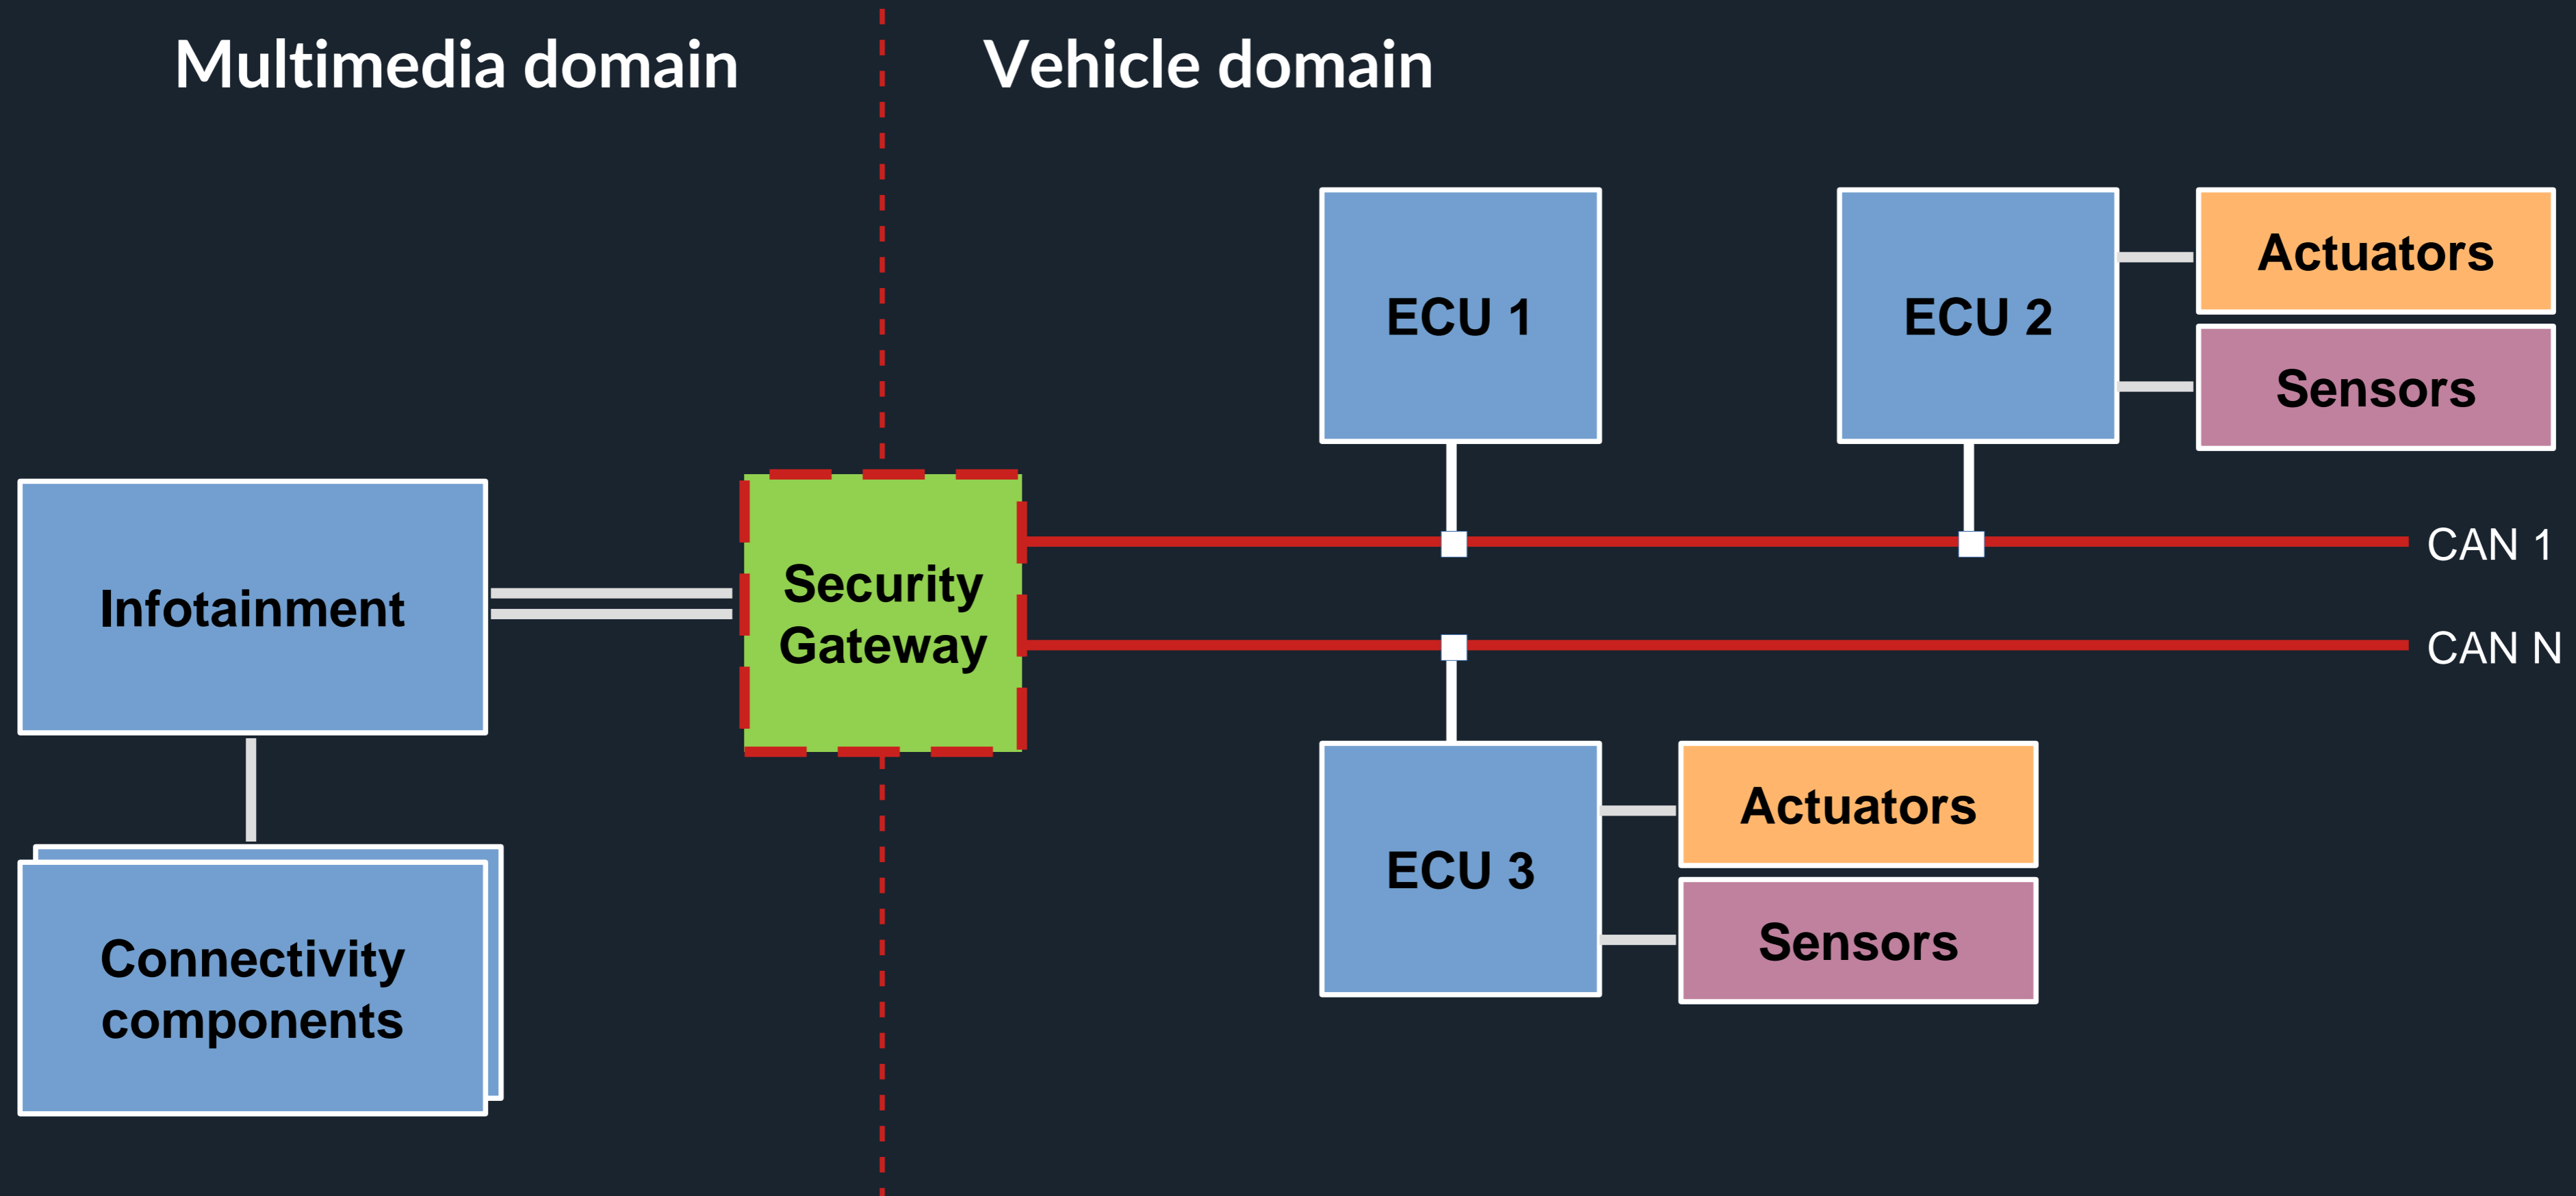 Multimedia domain
Vehicle domain
ECU 1
ECU 2
Actuators
Sensors
Infotainment
Security
Gateway
CAN 1
CAN N
Connectivity
components
ECU 3
Actuators
Sensors